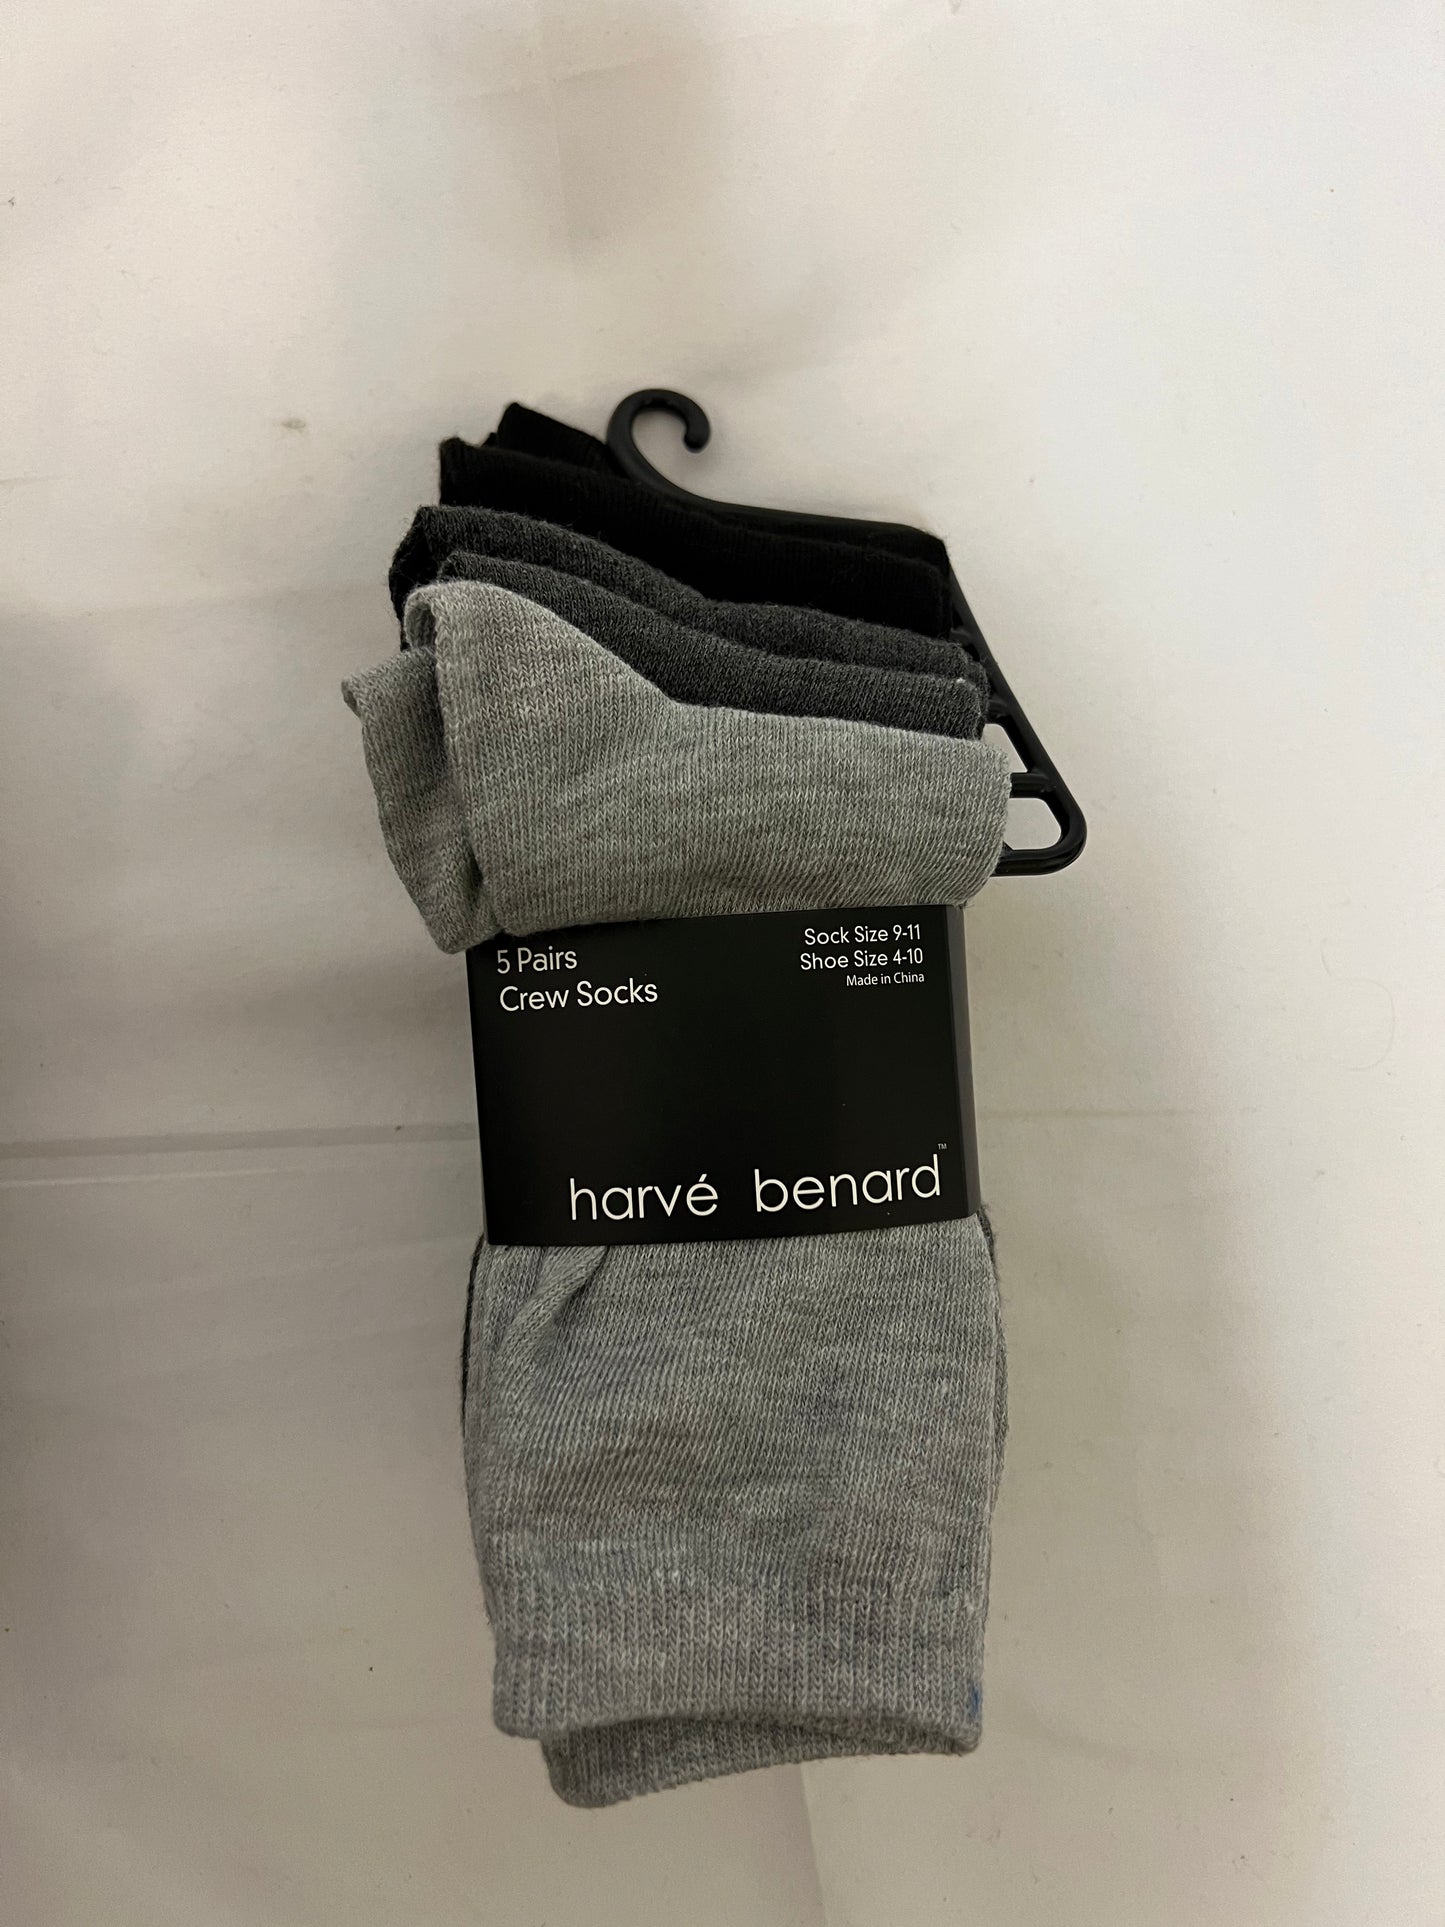 5 Pairs
Crew Socks
Sock Size 9-11
Shoe Size 4-10
Made in China
harvé benard™